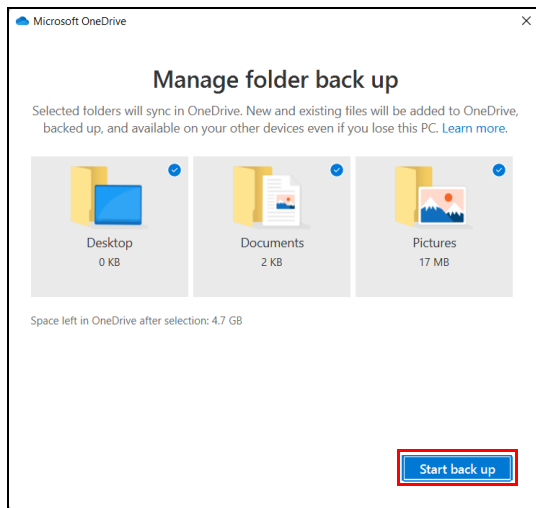 Microsoft OneDrive
Manage folder back up
Selected folders will sync in OneDrive. New and existing files will be added to OneDrive,
backed up, and available on your other devices even if you lose this PC. Learn more.
Desktop
0 KB
Documents
2 KB
Pictures
17 MB
Space left in OneDrive after selection: 4.7 GB
Start back up